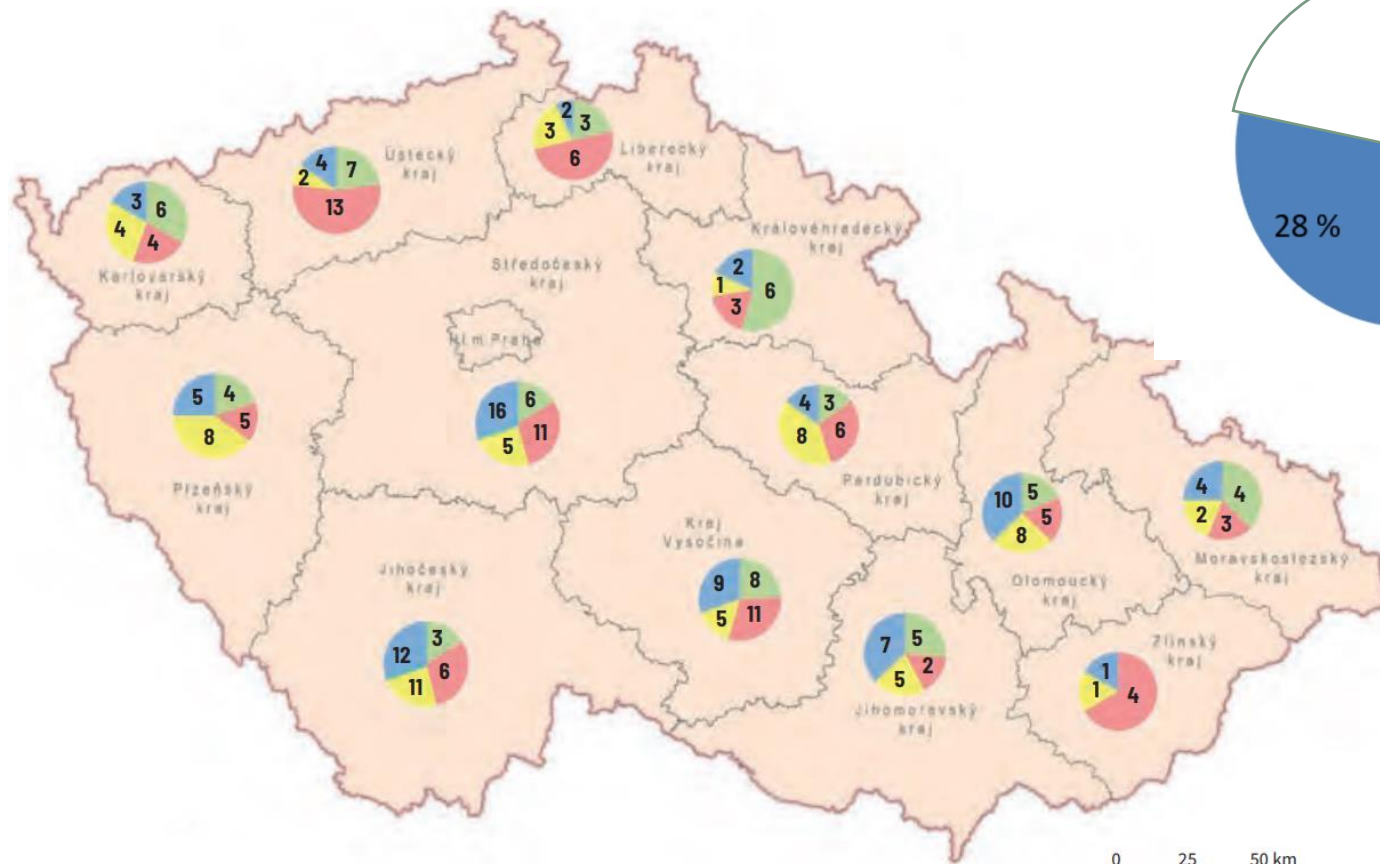 2 3
3
6
Liberecký
kraj
4 7
2
13
Ústecký
kraj
3 6
4 4
Karlovarský
kraj
Královéhradecký
kraj
2
1 6
3
28 %
Středočeský
kraj
Hl.m Praha
5 4
5
8
Plzeňský
kraj
16 6
11
5
4 3
8 6
Pardubický
kraj
10 5
5
8
Olomoucký
kraj
4 4
2 3
Moravskoslezský
kraj
Kraj
Vysočina
9 8
5 11
Jihočeský
kraj
12 3
6
11
7 5
2
5
Jihomoravský
kraj
Zlínský
kraj
1
1 4
0 25 50 km